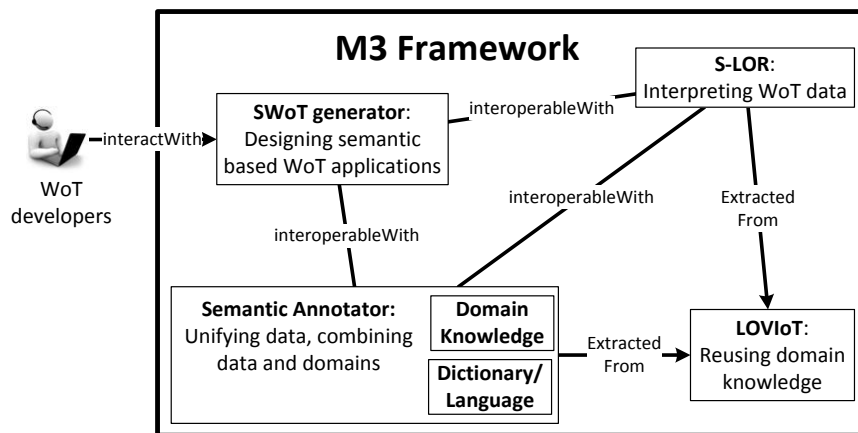 M3 Framework
S-LOR:
Interpreting WoT data
SWoT generator:
Designing semantic
based WoT applications
interoperableWith
interactWith
WoT
developers
interoperableWith
interoperableWith
Extracted
From
Semantic Annotator:
Unifying data, combining
data and domains
Domain
Knowledge
Dictionary/
Language
Extracted
From
LOVIoT:
Reusing domain
knowledge